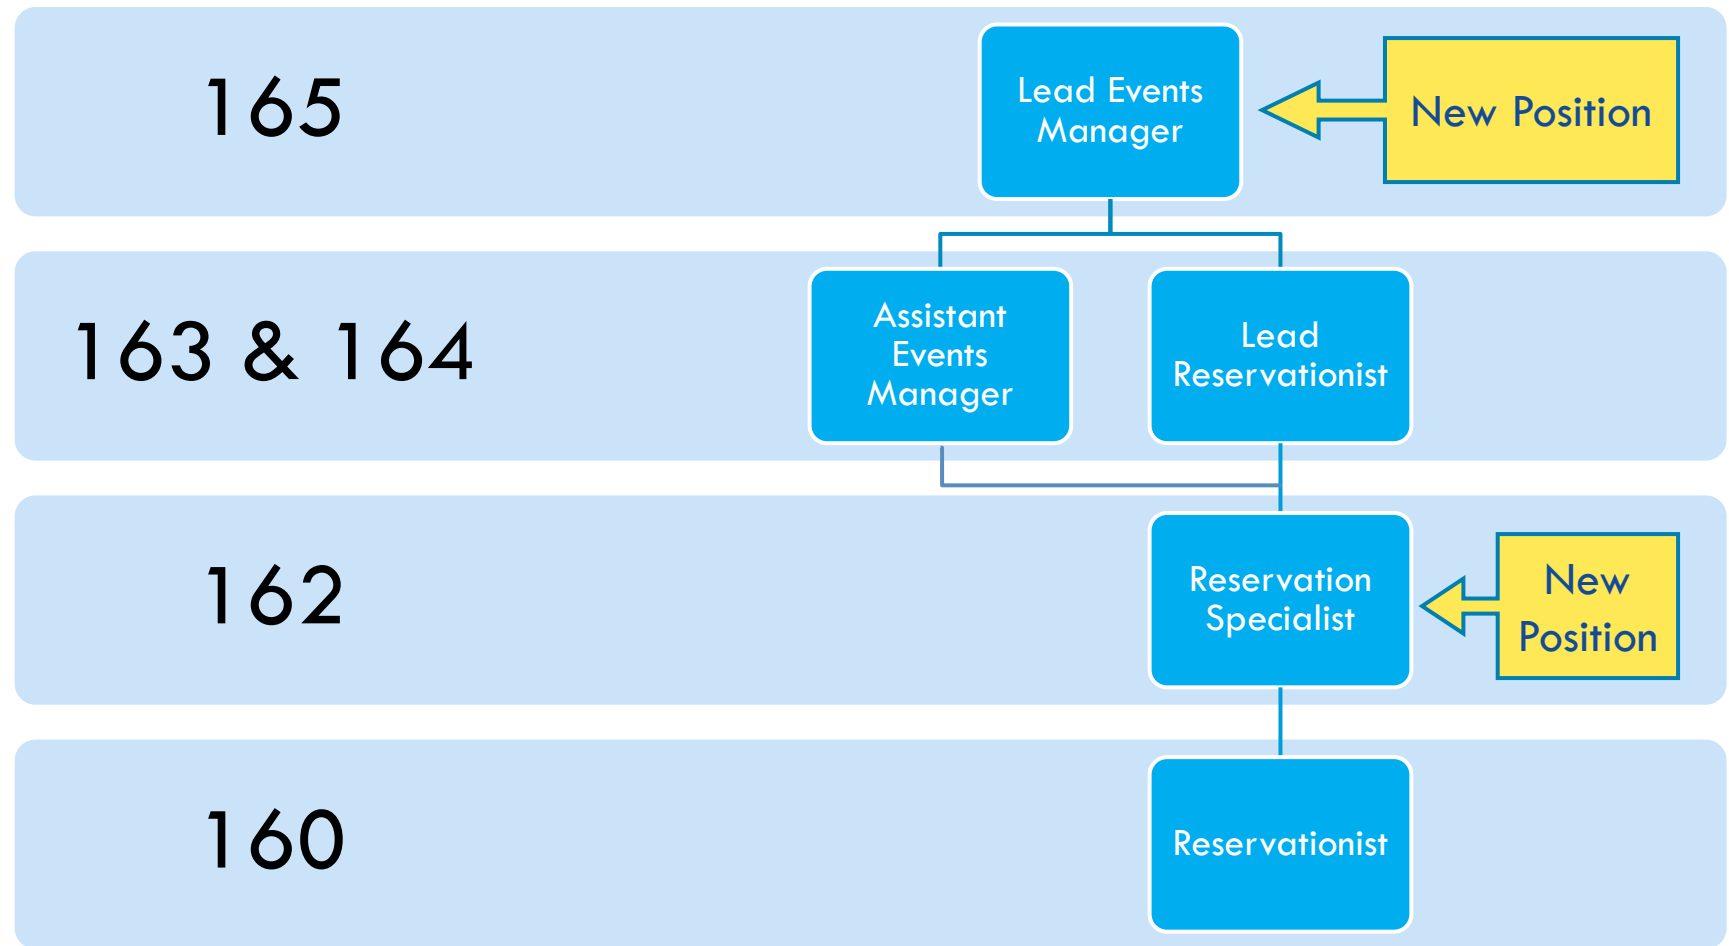 165
Lead Events
Manager
New Position
163 & 164
Assistant
Events
Manager
Lead
Reservationist
162
Reservation
Specialist
New
Position
160
Reservationist